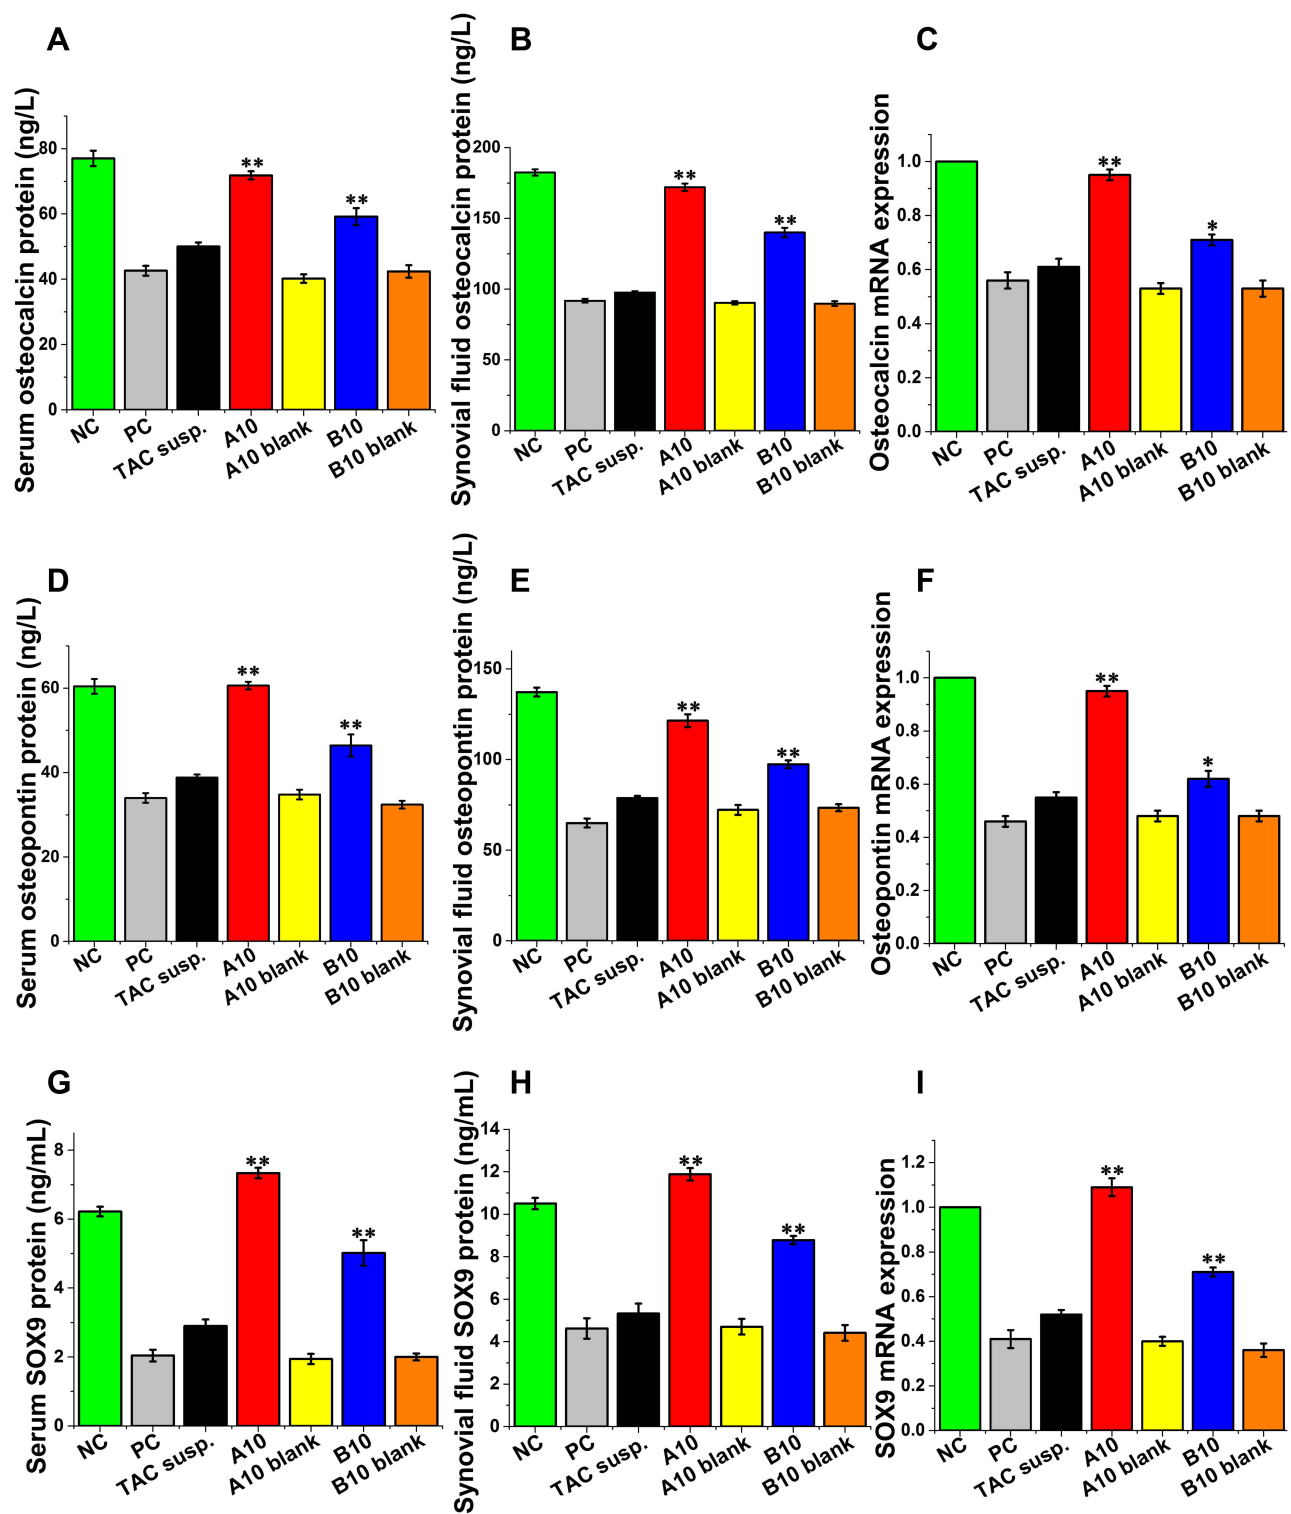 A
Serum osteocalcin protein (ng/L)
80
60
40
20
0
**
**
NC
PC
TAC susp.
A10
A10 blank
B10
B10 blank
B
Synovial fluid osteocalcin protein (ng/L)
200
150
100
50
0
**
**
NC
PC
TAC susp.
A10
A10 blank
B10
B10 blank
C
Osteocalcin mRNA expression
1.0
0.8
0.6
0.4
0.2
0.0
**
*
NC
PC
TAC susp.
A10
A10 blank
B10
B10 blank
D
Serum osteopontin protein (ng/L)
60
40
20
0
**
**
NC
PC
TAC susp.
A10
A10 blank
B10
B10 blank
E
Synovial fluid osteopontin protein (ng/L)
150
100
50
0
**
**
NC
PC
TAC susp.
A10
A10 blank
B10
B10 blank
F
Osteopontin mRNA expression
1.0
0.8
0.6
0.4
0.2
0.0
**
*
NC
PC
TAC susp.
A10
A10 blank
B10
B10 blank
G
Serum SOX9 protein (ng/mL)
8
6
4
2
0
**
**
NC
PC
TAC susp.
A10
A10 blank
B10
B10 blank
H
Synovial fluid SOX9 protein (ng/mL)
14
12
10
8
6
4
2
0
**
**
NC
PC
TAC susp.
A10
A10 blank
B10
B10 blank
I
SOX9 mRNA expression
1.2
1.0
0.8
0.6
0.4
0.2
0.0
**
**
NC
PC
TAC susp.
A10
A10 blank
B10
B10 blank